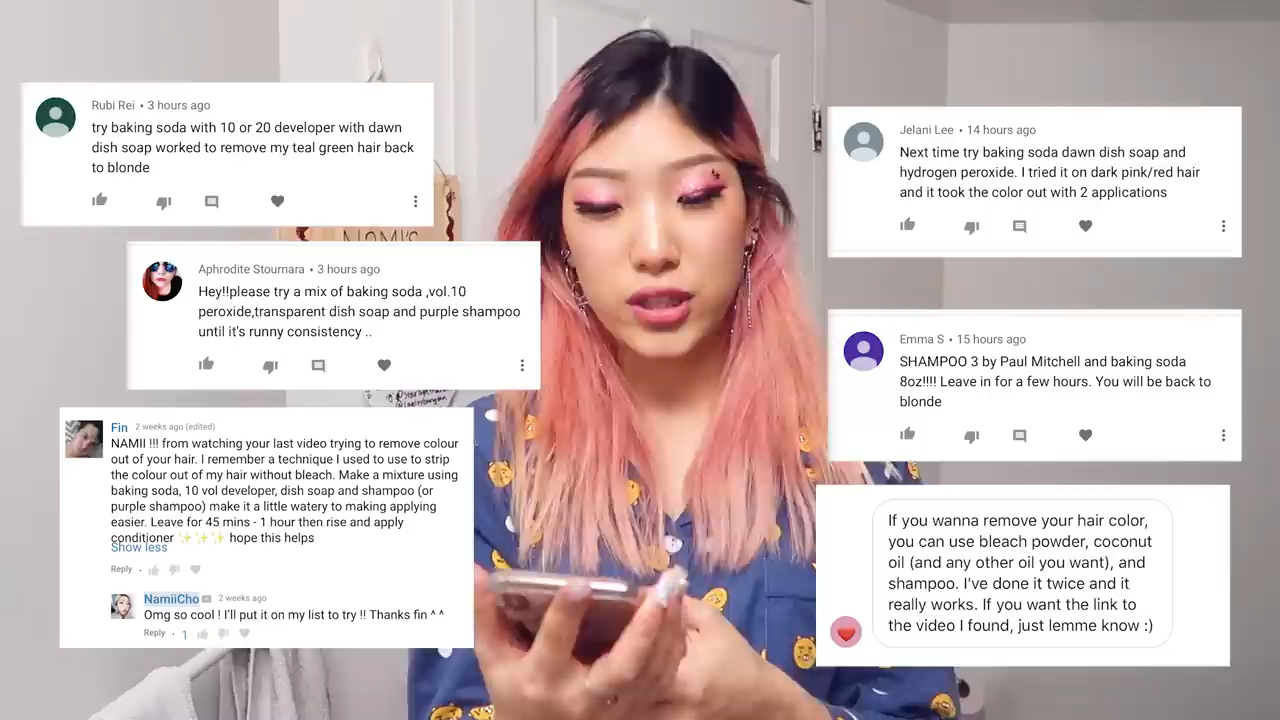 Rubi Rei • 3 hours ago
try baking soda with 10 or 20 developer with dawn
dish soap worked to remove my teal green hair back
to blonde
NAMI'S
Aphrodite Stournara • 3 hours ago
Hey!!please try a mix of baking soda ,vol.10
peroxide,transparent dish soap and purple shampoo
until it's runny consistency ..
Fin 2 weeks ago (edited)
NAMII !!! from watching your last video trying to remove colour
out of your hair. I remember a technique I used to use to strip
the colour out of my hair without bleach. Make a mixture using
baking soda, 10 vol developer, dish soap and shampoo (or
purple shampoo) make it a little watery to making applying
easier. Leave for 45 mins - 1 hour then rise and apply
conditioner ✨✨✨ hope this helps
Show less
Reply
NamiiCho 2 weeks ago
Omg so cool ! I'll put it on my list to try !! Thanks fin ^ ^
Reply • 1
Jelani Lee • 14 hours ago
Next time try baking soda dawn dish soap and
hydrogen peroxide. I tried it on dark pink/red hair
and it took the color out with 2 applications
Emma S • 15 hours ago
SHAMPOO 3 by Paul Mitchell and baking soda
8oz!!!! Leave in for a few hours. You will be back to
blonde
If you wanna remove your hair color,
you can use bleach powder, coconut
oil (and any other oil you want), and
shampoo. I've done it twice and it
really works. If you want the link to
the video I found, just lemme know :)